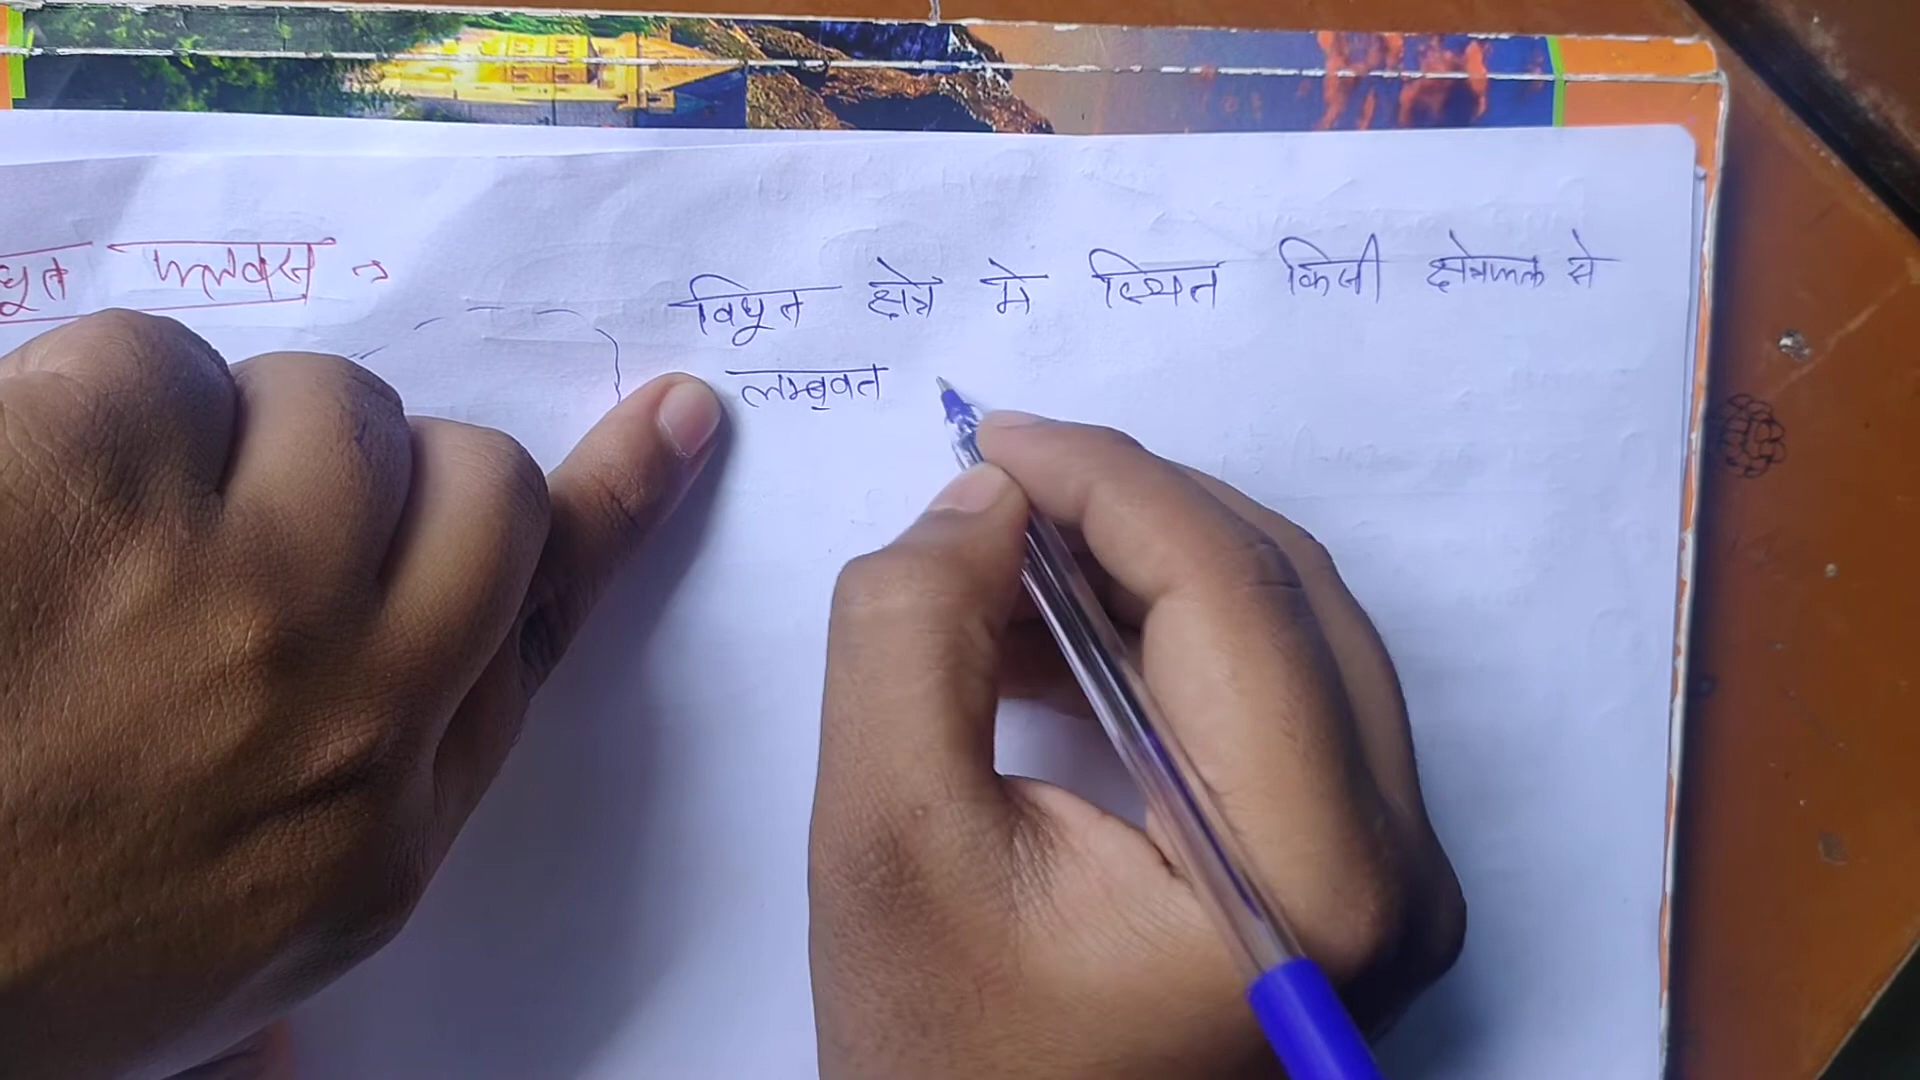 धुत फ्लक्स →
विधुत क्षेत्र मे स्थित किसी क्षेत्रफल से
लम्बवत